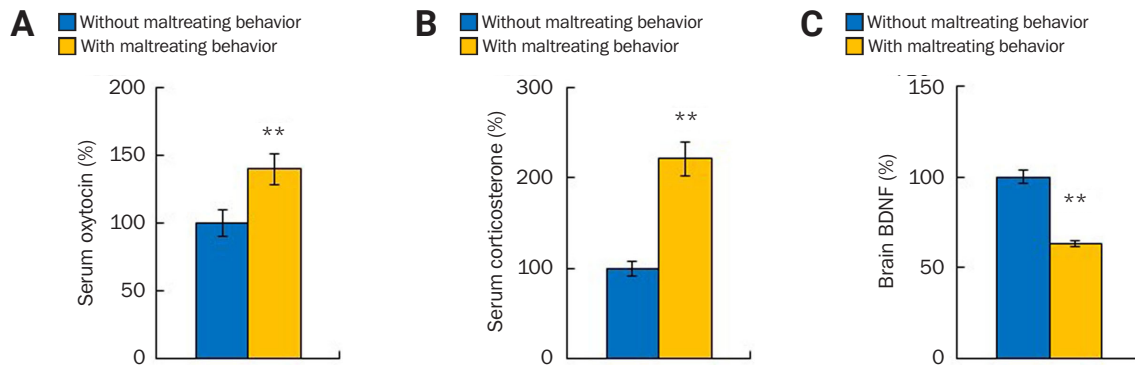 A
Without maltreating behavior
With maltreating behavior
200
150
100
50
0
Serum oxytocin (%)
**
B
Without maltreating behavior
With maltreating behavior
300
200
100
0
Serum corticosterone (%)
**
C
Without maltreating behavior
With maltreating behavior
150
100
50
0
Brain BDNF (%)
**